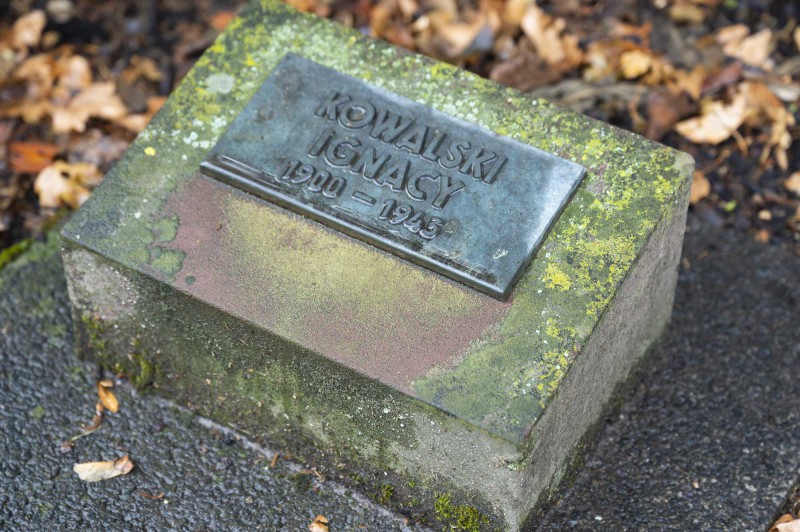 KOWALSKI
IGNACY
1900 – 1945